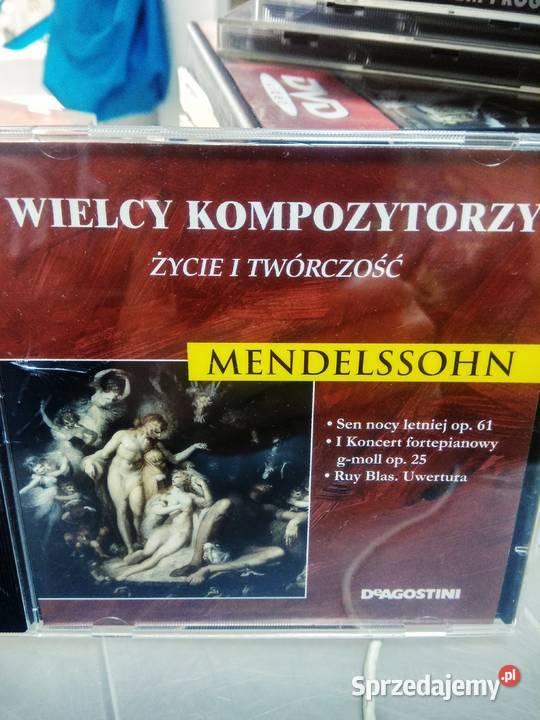 WIELCY KOMPOZYTORZY
ŻYCIE I TWÓRCZOŚĆ
MENDELSSOHN
• Sen nocy letniej op. 61
• I Koncert fortepianowy
g-moll op. 25
• Ruy Blas. Uwertura
DeAGOSTINI
Sprzedajemy.pl